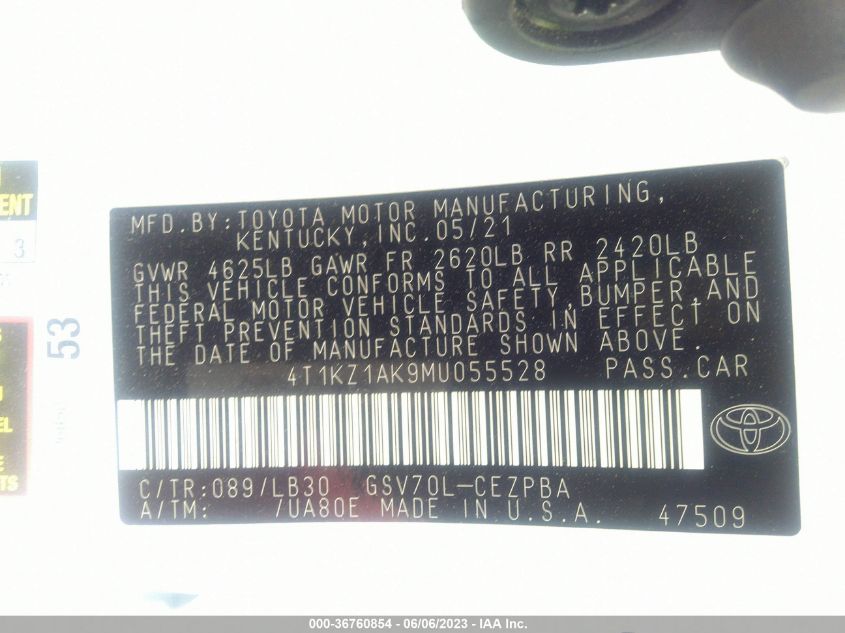 MFD.BY:TOYOTA MOTOR MANUFACTURING,
KENTUCKY,INC.05/21
GVWR 4625LB GAWR FR 2620LB RR 2420LB
THIS VEHICLE CONFORMS TO ALL APPLICABLE
FEDERAL MOTOR VEHICLE SAFETY,BUMPER,AND
THEFT PREVENTION STANDARDS IN EFFECT ON
THE DATE OF MANUFACTURE SHOWN ABOVE.
4T1KZ1AK9MU055528 PASS.CAR
C/TR:089/LB30 GSV70L-CEZPBA
A/TM: /UA80E MADE IN U.S.A. 47509
53
3
000-36760854 - 06/06/2023 - IAA Inc.